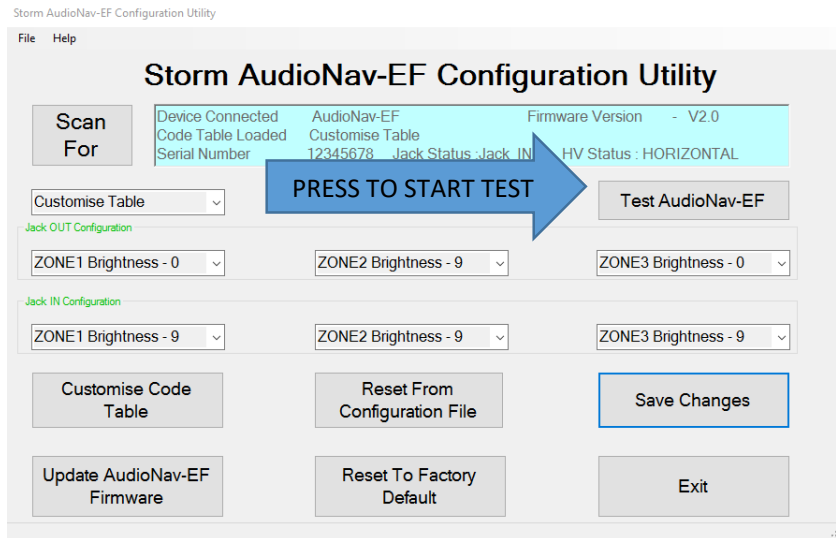 Storm AudioNav-EF Configuration Utility
File Help
Storm AudioNav-EF Configuration Utility
Scan
For
Device Connected AudioNav-EF Firmware Version - V2.0
Code Table Loaded Customise Table
Serial Number 12345678 Jack Status :Jack IN HV Status : HORIZONTAL
PRESS TO START TEST
Customise Table
Test AudioNav-EF
Jack OUT Configuration
ZONE1 Brightness - 0 ZONE2 Brightness - 9 ZONE3 Brightness - 0
Jack IN Configuration
ZONE1 Brightness - 9 ZONE2 Brightness - 9 ZONE3 Brightness - 9
Customise Code
Table
Reset From
Configuration File
Save Changes
Update AudioNav-EF
Firmware
Reset To Factory
Default
Exit